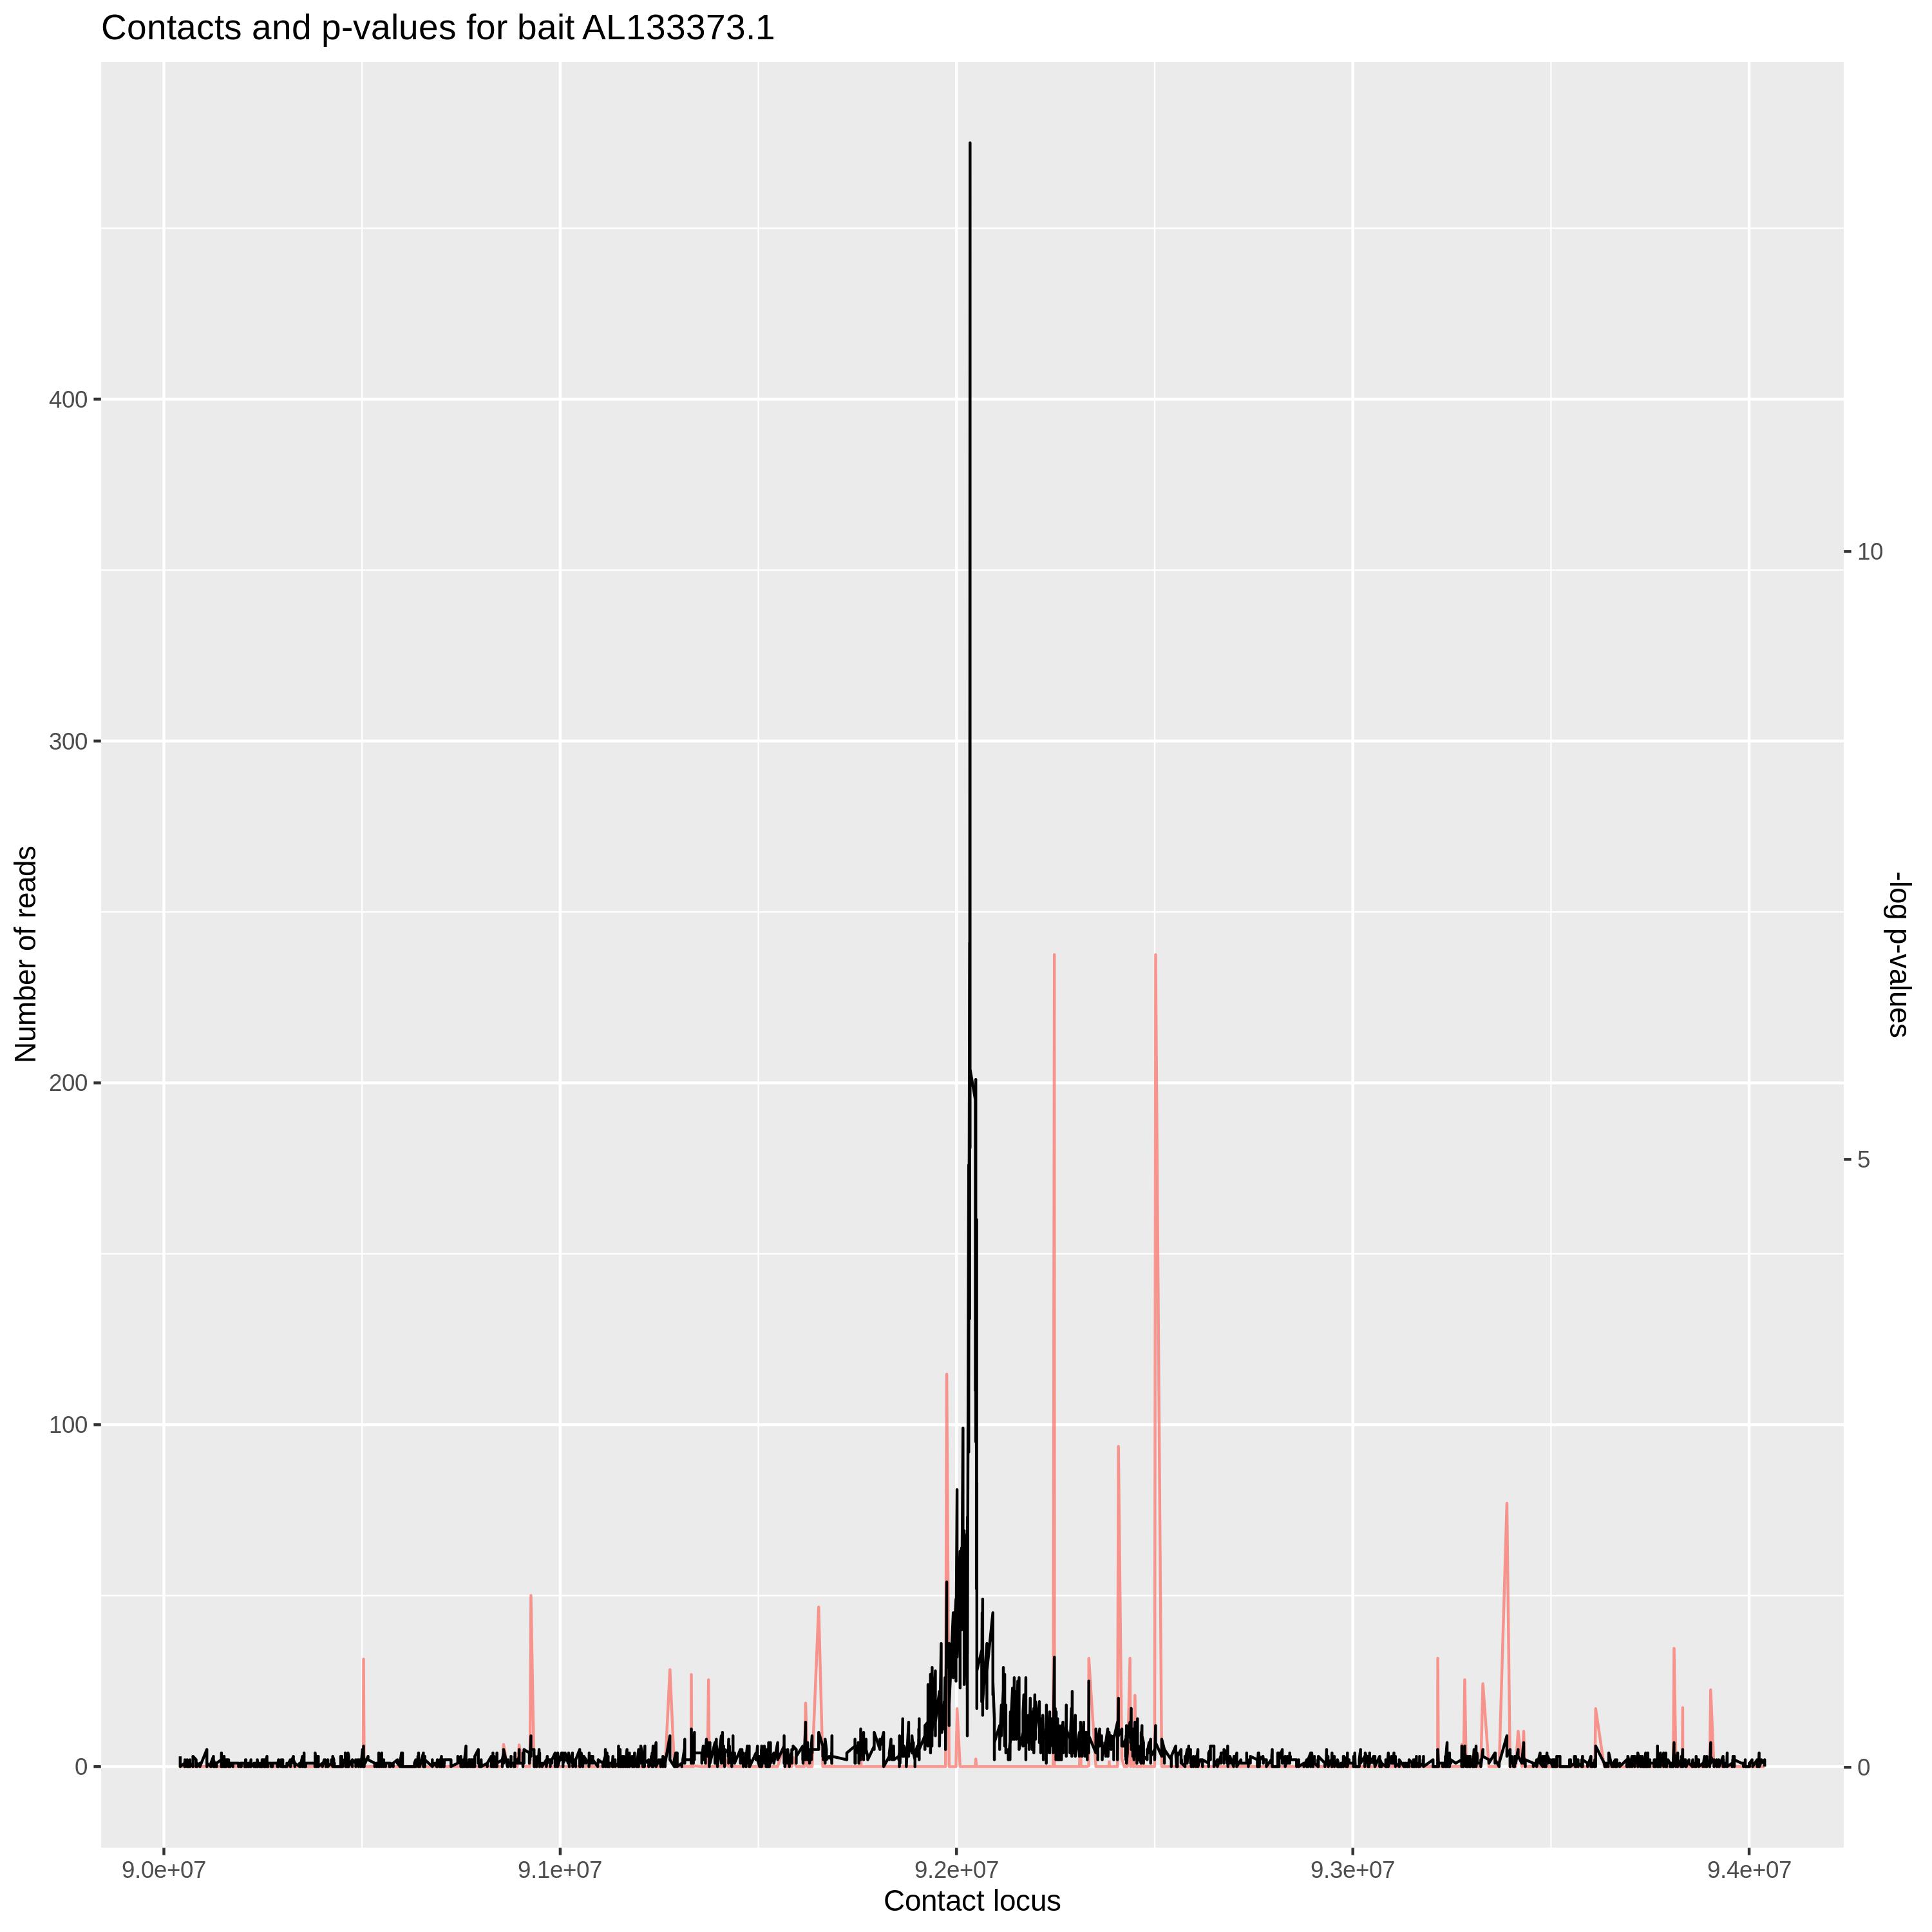 Contacts and p-values for bait AL133373.1
400
300
200
100
0
Number of reads
10
5
0
-log p-values
9.0e+07
9.1e+07
9.2e+07
9.3e+07
9.4e+07
Contact locus